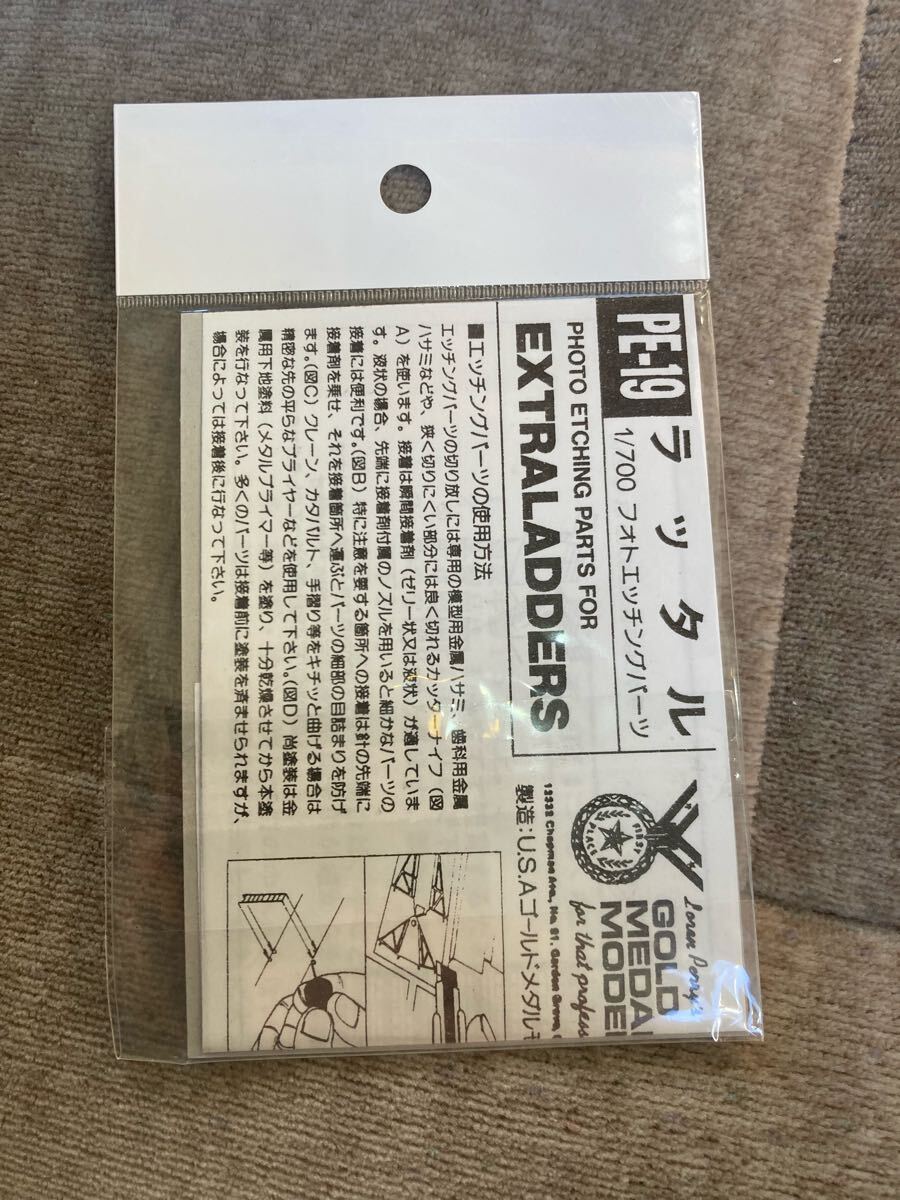 PE-19
ラッタル
1/700 フォトエッチングパーツ
PHOTO ETCHING PARTS FOR
EXTRALADDERS
■エッチングパーツの使用方法
エッチングパーツの切り放しには専用の模型用金属ハサミ、歯科用金属
ハサミなどや、狭く切りにくい部分には良く切れるカッターナイフ（図
A）を使います。接着は瞬間接着剤（ゼリー状又は液状）が適していま
す。液状の場合、先端に接着剤付属のノズルを用いると細かなパーツの
接着には便利です。（図B）特に注意を要する箇所への接着は針の先端に
接着剤を乗せ、それを接着箇所へ運ぶとパーツの細部の目詰まりを防げ
ます。（図C）クレーン、カタパルト、手摺り等をキチッと曲げる場合は
精密な先の平らなプライヤーなどを使用して下さい。（図D）尚塗装は金
属用下地塗料（メタルプライマー等）を塗り、十分乾燥させてから本塗
装を行なって下さい。多くのパーツは接着前に塗装を済ませられますが、
場合によっては接着後に行なって下さい。
FIRST
PLACE
Loren Perry's
GOLD
MEDA
MODE
for that profess
12332 Chapman Ave., No. 81. Garden Grove,
製造：U.S.Aゴールドメダルモ